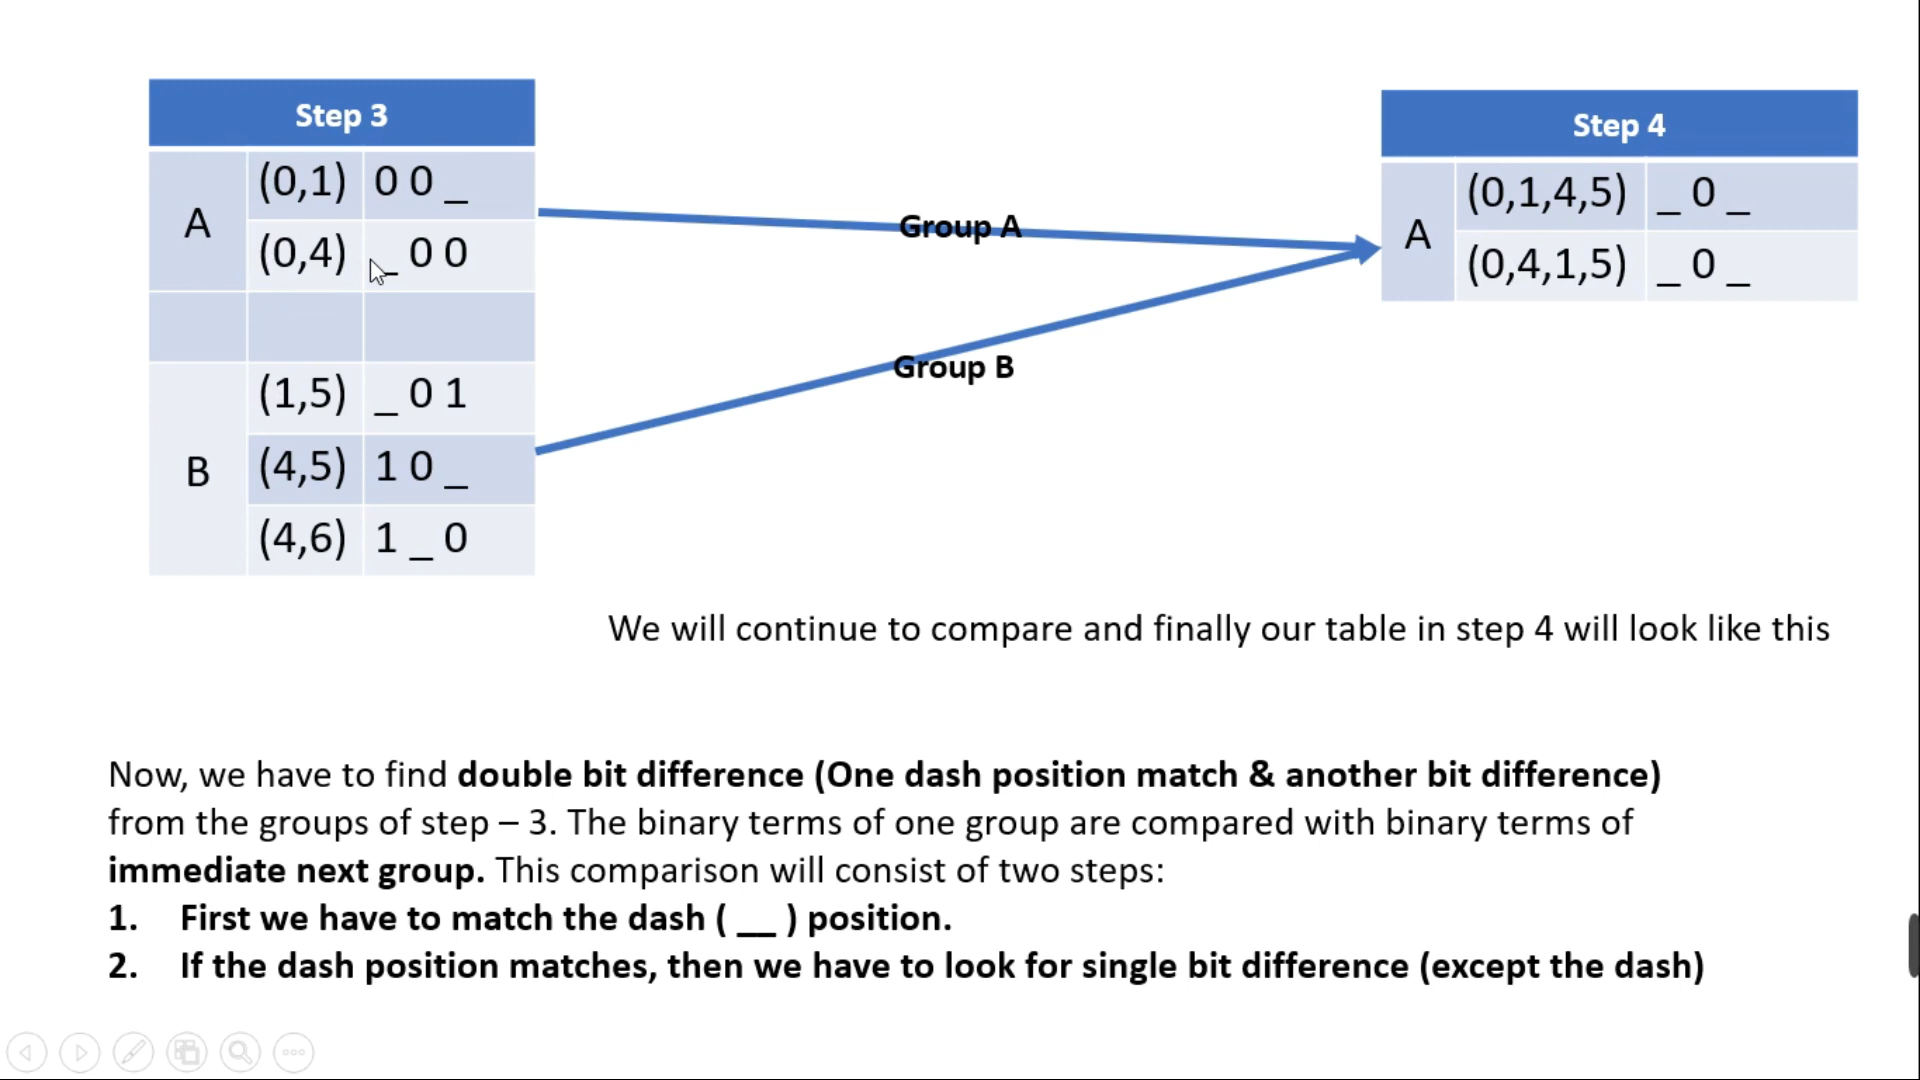 Step 3
A
(0,1) 0 0 _
(0,4) _ 0 0
B
(1,5) _ 0 1
(4,5) 1 0 _
(4,6) 1 _ 0
Group A
Group B
Step 4
A
(0,1,4,5) _ 0 _
(0,4,1,5) _ 0 _
We will continue to compare and finally our table in step 4 will look like this
Now, we have to find double bit difference (One dash position match & another bit difference)
from the groups of step – 3. The binary terms of one group are compared with binary terms of
immediate next group. This comparison will consist of two steps:
1. First we have to match the dash ( __ ) position.
2. If the dash position matches, then we have to look for single bit difference (except the dash)